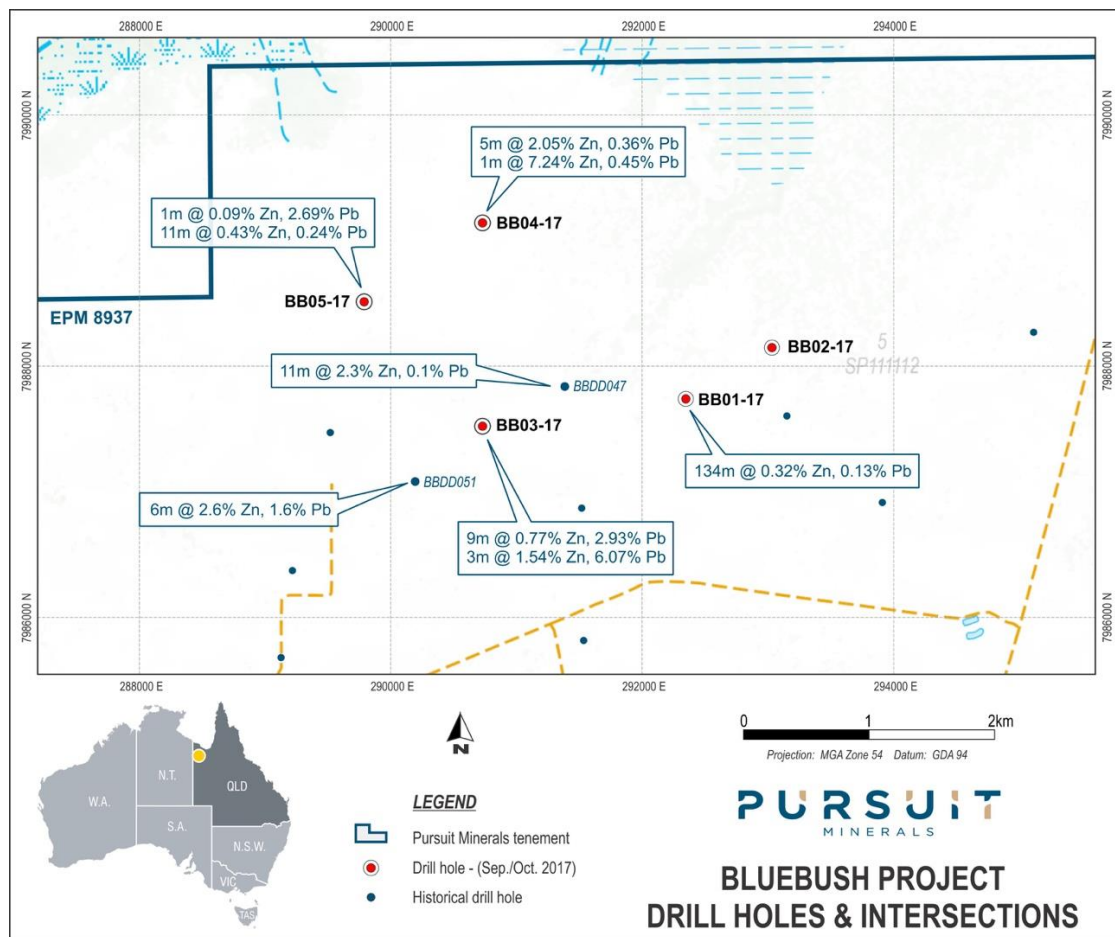 288000 E
290000 E
292000 E
294000 E
7990000 N
7990000 N
5m @ 2.05% Zn, 0.36% Pb
1m @ 7.24% Zn, 0.45% Pb
1m @ 0.09% Zn, 2.69% Pb
11m @ 0.43% Zn, 0.24% Pb
BB04-17
BB05-17
EPM 8937
BB02-17
5
SP111112
7988000 N
7988000 N
11m @ 2.3% Zn, 0.1% Pb
BBDD047
BB01-17
BB03-17
134m @ 0.32% Zn, 0.13% Pb
BBDD051
6m @ 2.6% Zn, 1.6% Pb
9m @ 0.77% Zn, 2.93% Pb
3m @ 1.54% Zn, 6.07% Pb
7986000 N
7986000 N
288000 E
290000 E
292000 E
294000 E
W.A.
N.T.
QLD
S.A.
N.S.W.
VIC
TAS
N
LEGEND
Pursuit Minerals tenement
Drill hole - (Sep./Oct. 2017)
Historical drill hole
0
1
2km
Projection: MGA Zone 54 Datum: GDA 94
PURSUIT
MINERALS
BLUEBUSH PROJECT
DRILL HOLES & INTERSECTIONS